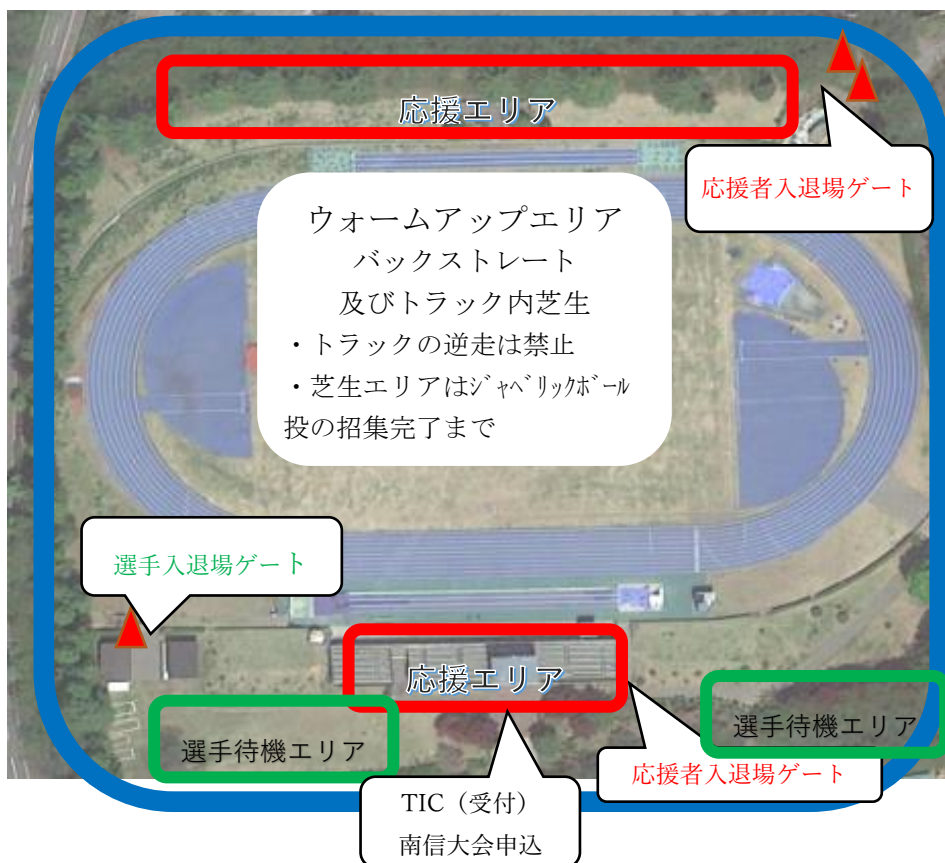 応援エリア
応援者入退場ゲート
ウォームアップエリア
バックストレート
及びトラック内芝生
・トラックの逆走は禁止
・芝生エリアはｼﾞｬﾍﾞﾘｯｸﾎﾞｰﾙ
投の招集完了まで
選手入退場ゲート
応援エリア
選手待機エリア
選手待機エリア
応援者入退場ゲート
TIC（受付）
南信大会申込